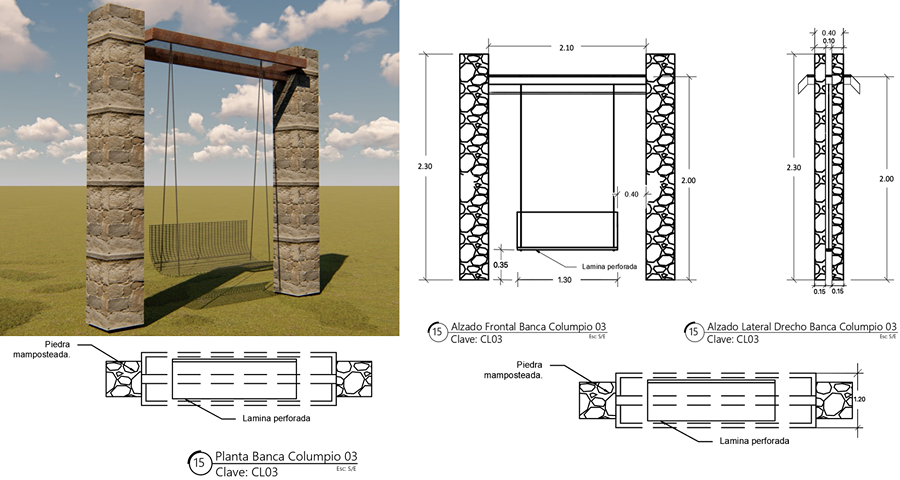 2.10
2.30
2.00
0.40
0.35
Lamina perforada
1.30
15
Alzado Frontal Banca Columpio 03
Esc: S/E
Clave: CL03
0.40
0.10
2.30
2.00
0.15
0.15
15
Alzado Lateral Drecho Banca Columpio 03
Esc: S/E
Clave: CL03
Piedra
mamposteada.
Lamina perforada
15
Planta Banca Columpio 03
Esc: S/E
Clave: CL03
Piedra
mamposteada.
1.20
Lamina perforada